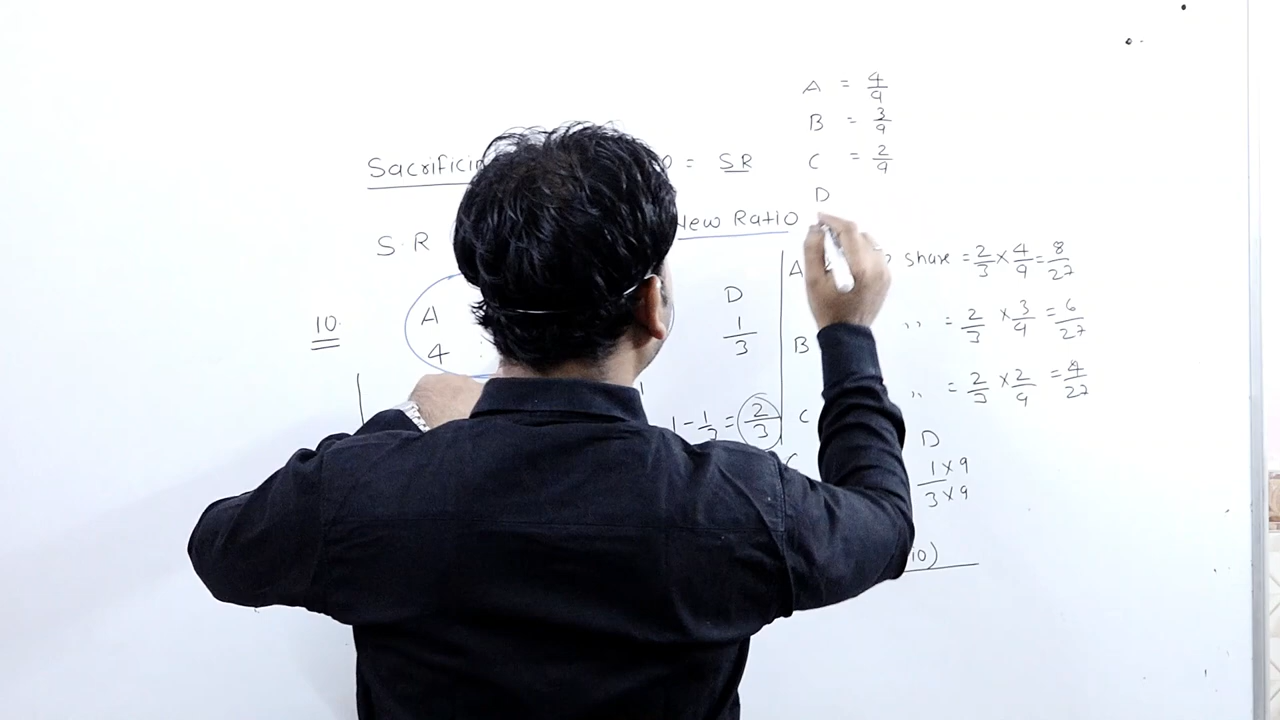 A = 4/9
B = 3/9
C = 2/9
D
= SR
S.R
New Ratio
10.
A
4
D
1/3
1 - 1/3 = 2/3
A share = 2/3 × 4/9 = 8/27
B ,, = 2/3 × 3/9 = 6/27
C ,, = 2/3 × 2/9 = 4/27
D
1×9
3×9